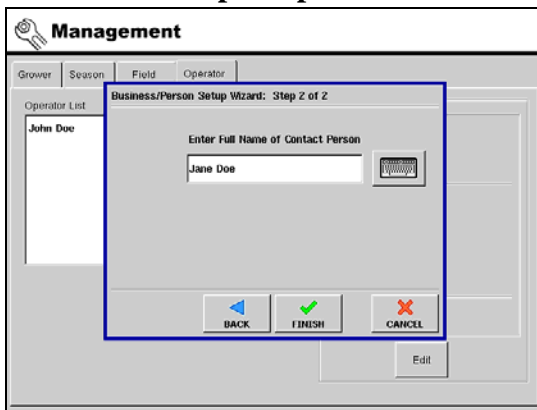 Management
Grower Season Field Operator
Operator List
John Doe
Business/Person Setup Wizard: Step 2 of 2
Enter Full Name of Contact Person
Jane Doe
BACK FINISH CANCEL
Edit